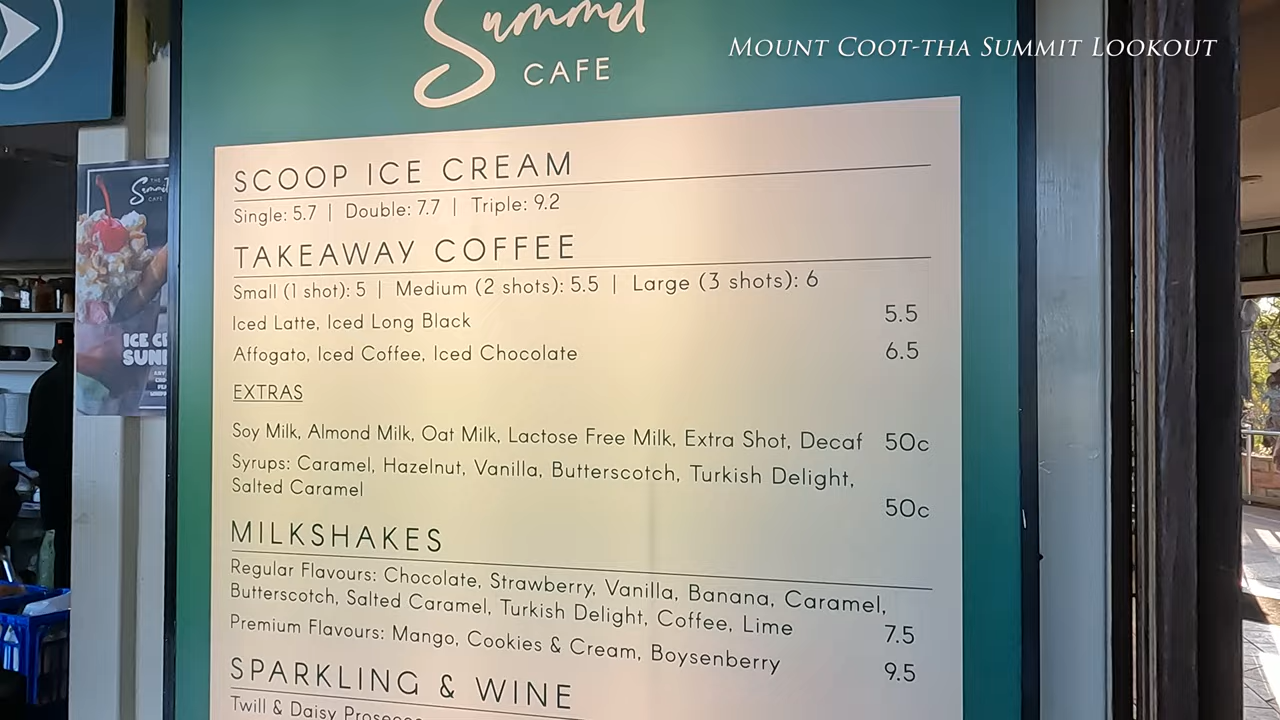 Summit
CAFE
MOUNT COOT-THA SUMMIT LOOKOUT
SCOOP ICE CREAM
Single: 5.7 | Double: 7.7 | Triple: 9.2
TAKEAWAY COFFEE
Small (1 shot): 5 | Medium (2 shots): 5.5 | Large (3 shots): 6
Iced Latte, Iced Long Black 5.5
Affogato, Iced Coffee, Iced Chocolate 6.5
EXTRAS
Soy Milk, Almond Milk, Oat Milk, Lactose Free Milk, Extra Shot, Decaf 50c
Syrups: Caramel, Hazelnut, Vanilla, Butterscotch, Turkish Delight,
Salted Caramel 50c
MILKSHAKES
Regular Flavours: Chocolate, Strawberry, Vanilla, Banana, Caramel,
Butterscotch, Salted Caramel, Turkish Delight, Coffee, Lime 7.5
Premium Flavours: Mango, Cookies & Cream, Boysenberry 9.5
SPARKLING & WINE
Twill & Daisy
THE
Summit
CAFE
ICE